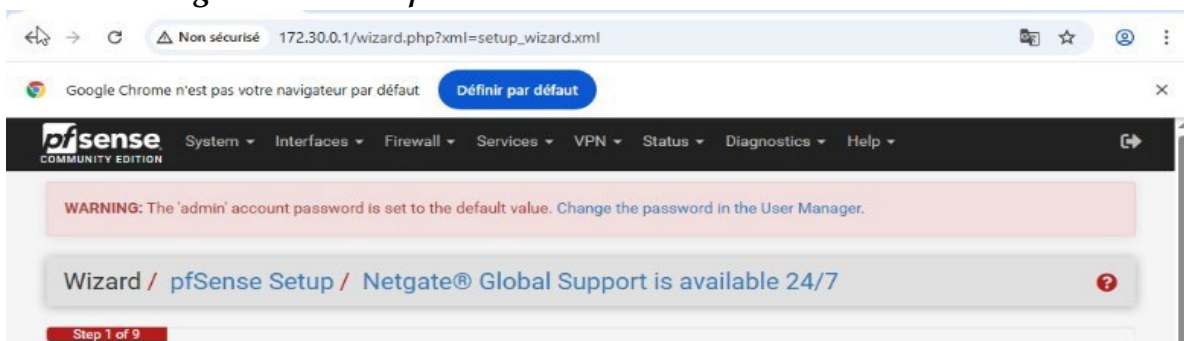 Non sécurisé 172.30.0.1/wizard.php?xml=setup_wizard.xml
Google Chrome n'est pas votre navigateur par défaut Définir par défaut
pfsense System Interfaces Firewall Services VPN Status Diagnostics Help
COMMUNITY EDITION
WARNING: The 'admin' account password is set to the default value. Change the password in the User Manager.
Wizard / pfSense Setup / Netgate® Global Support is available 24/7
Step 1 of 9